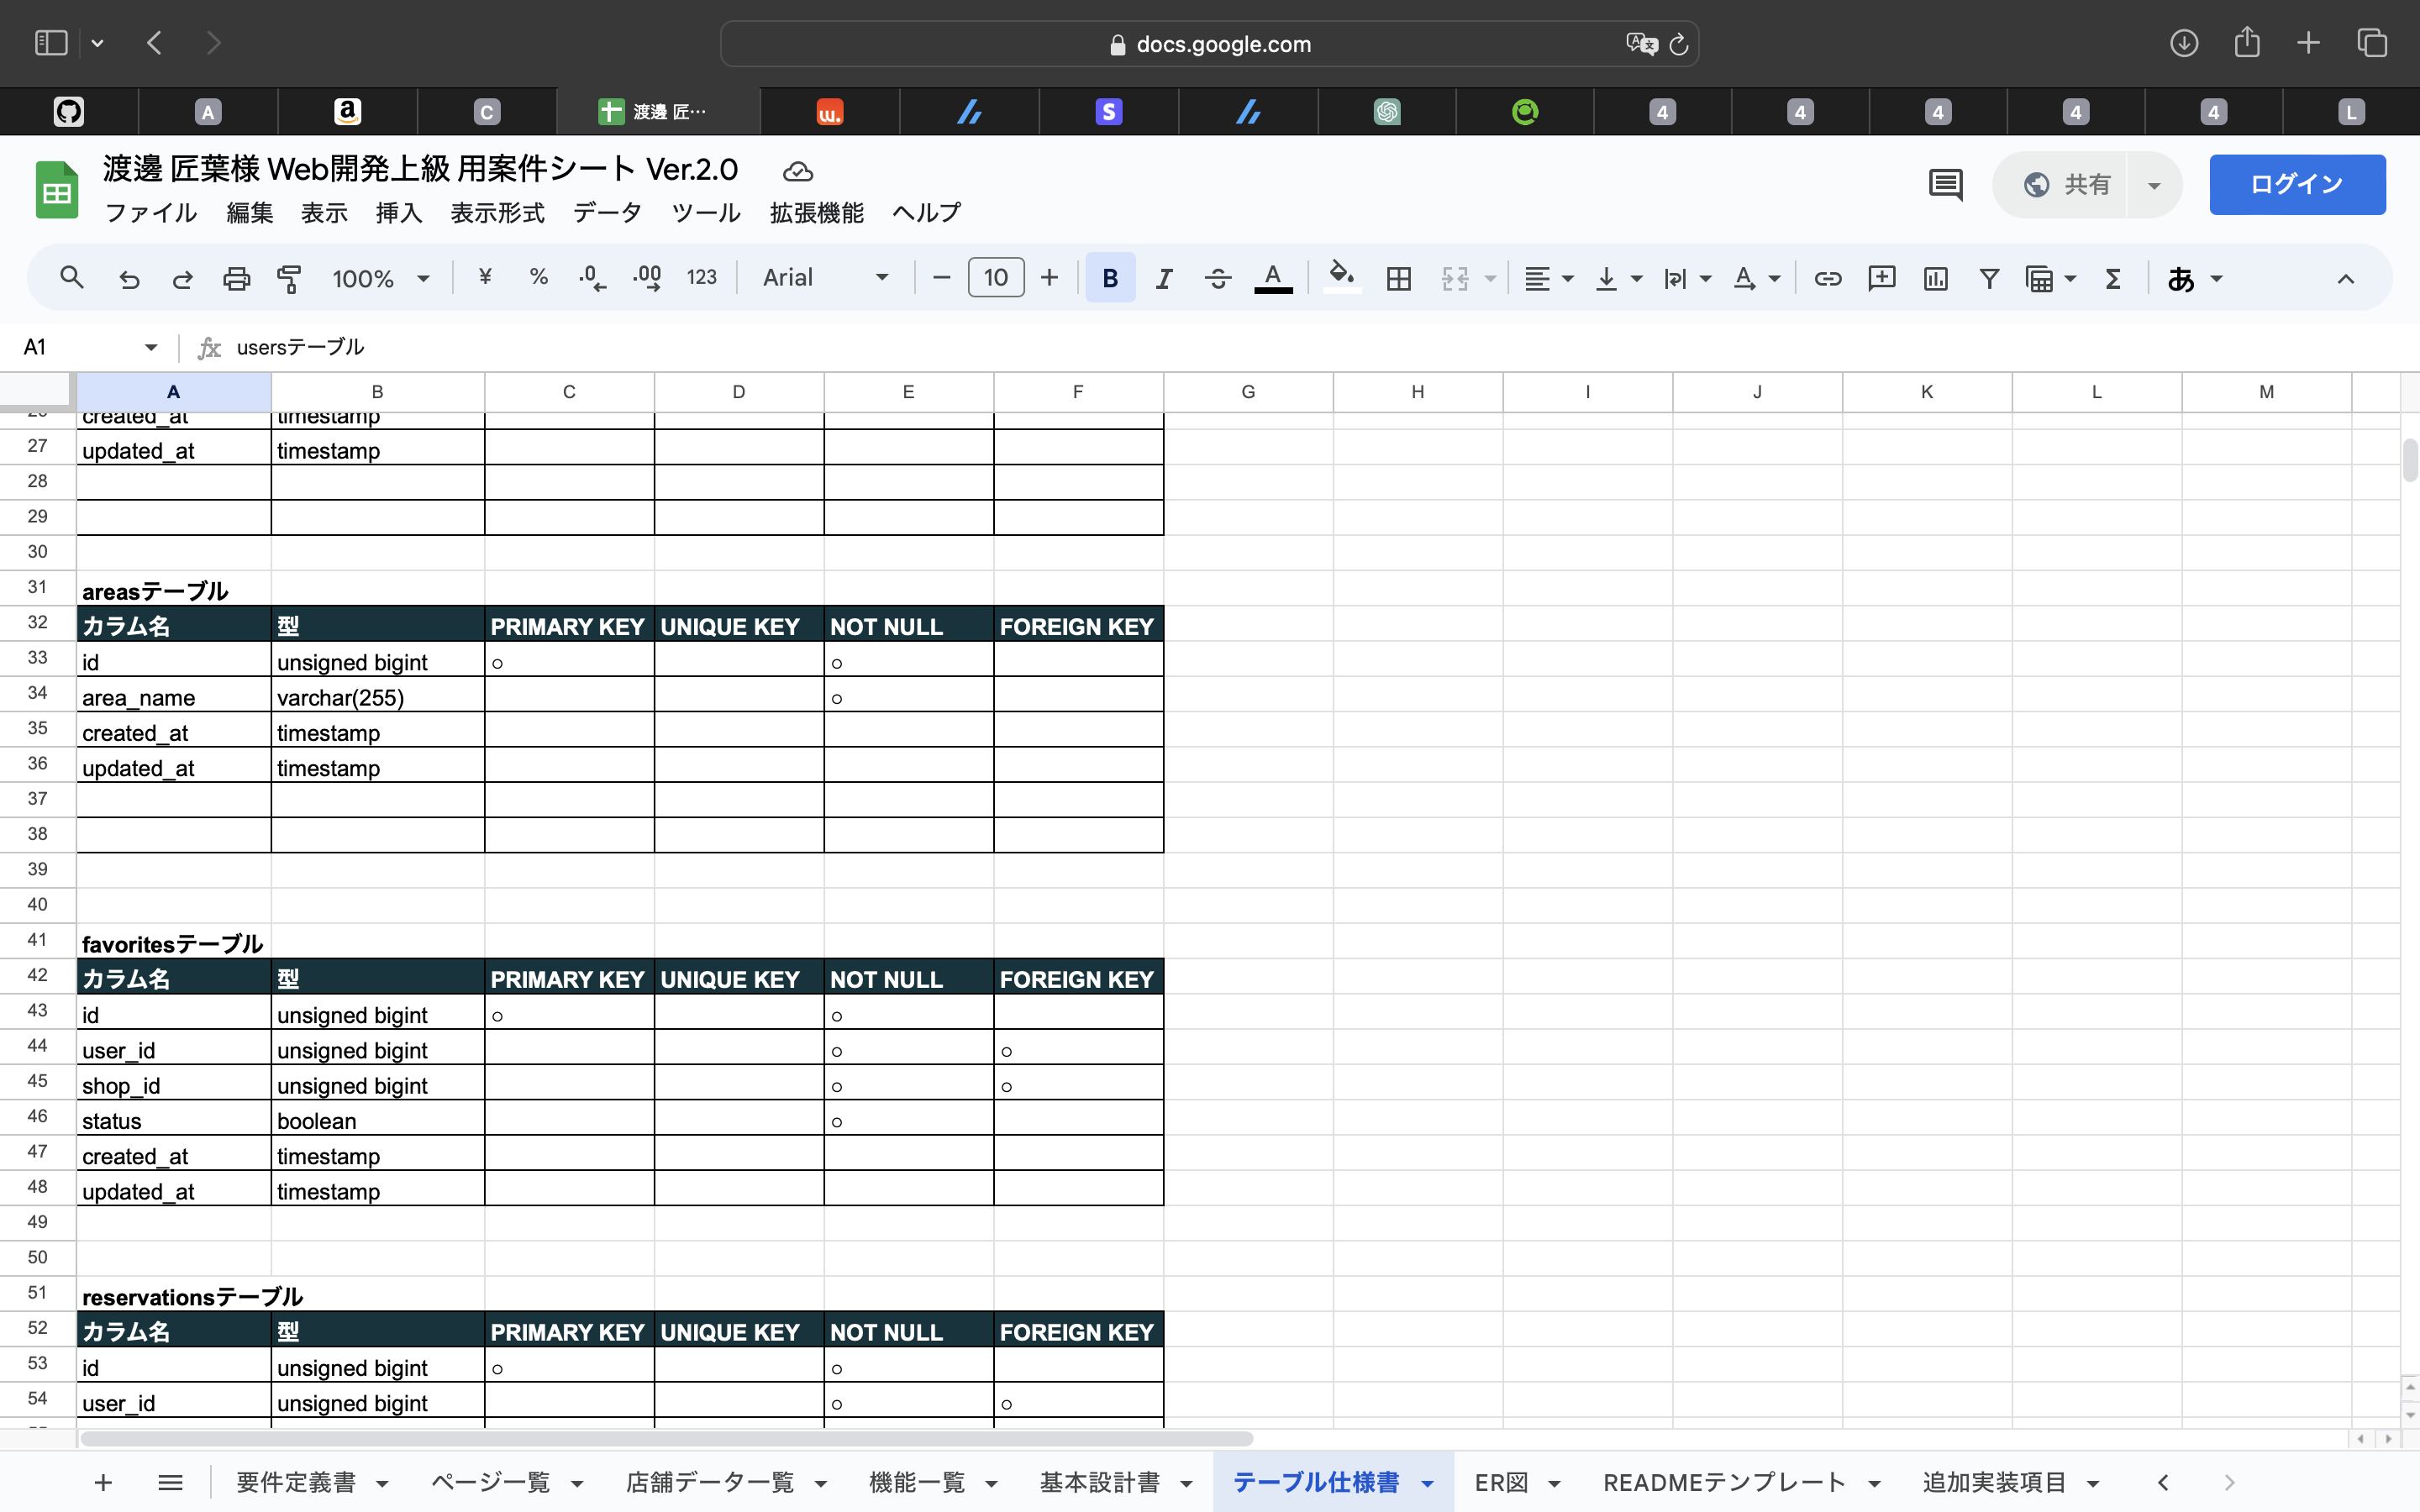 docs.google.com
A
a
C
渡邊 匠…
w.
S
4
4
4
4
4
L
渡邊 匠葉様 Web開発上級 用案件シート Ver.2.0
共有
ログイン
ファイル 編集 表示 挿入 表示形式 データ ツール 拡張機能 ヘルプ
100% ¥ % .0 .00 123 Arial 10 B I A A Σ あ
A1 fx usersテーブル
A B C D E F G H I J K L M
created_at timestamp
27 updated_at timestamp
28
29
30
31 areasテーブル
32 カラム名 型 PRIMARY KEY UNIQUE KEY NOT NULL FOREIGN KEY
33 id unsigned bigint ○ ○
34 area_name varchar(255) ○
35 created_at timestamp
36 updated_at timestamp
37
38
39
40
41 favoritesテーブル
42 カラム名 型 PRIMARY KEY UNIQUE KEY NOT NULL FOREIGN KEY
43 id unsigned bigint ○ ○
44 user_id unsigned bigint ○ ○
45 shop_id unsigned bigint ○ ○
46 status boolean ○
47 created_at timestamp
48 updated_at timestamp
49
50
51 reservationsテーブル
52 カラム名 型 PRIMARY KEY UNIQUE KEY NOT NULL FOREIGN KEY
53 id unsigned bigint ○ ○
54 user_id unsigned bigint ○ ○
要件定義書 ページ一覧 店舗データ一覧 機能一覧 基本設計書 テーブル仕様書 ER図 READMEテンプレート 追加実装項目